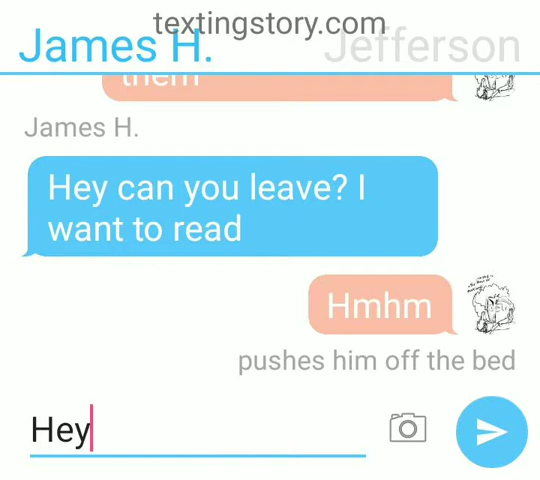 textingstory.com
James H. Jefferson
them
James H.
Hey can you leave? I
want to read
Hmhm
pushes him off the bed
Hey